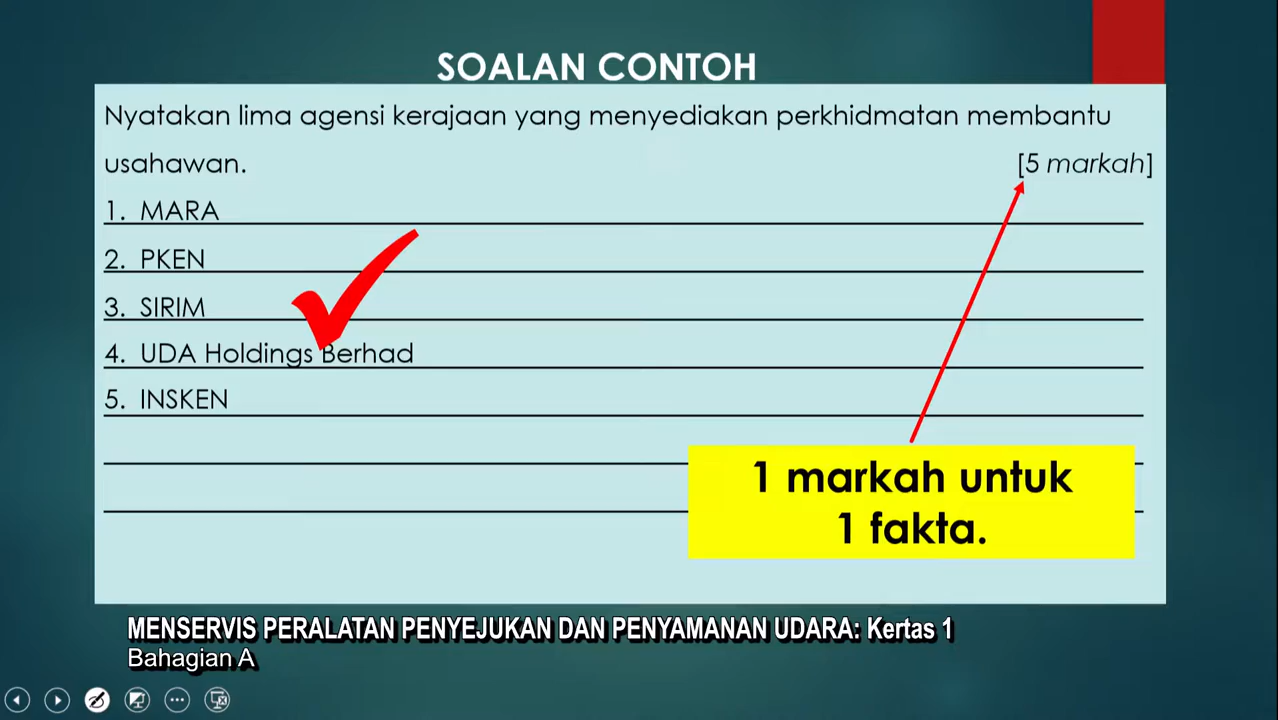 SOALAN CONTOH
Nyatakan lima agensi kerajaan yang menyediakan perkhidmatan membantu
usahawan. [5 markah]
1. MARA
2. PKEN
3. SIRIM
4. UDA Holdings Berhad
5. INSKEN
1 markah untuk
1 fakta.
MENSERVIS PERALATAN PENYEJUKAN DAN PENYAMANAN UDARA: Kertas 1
Bahagian A